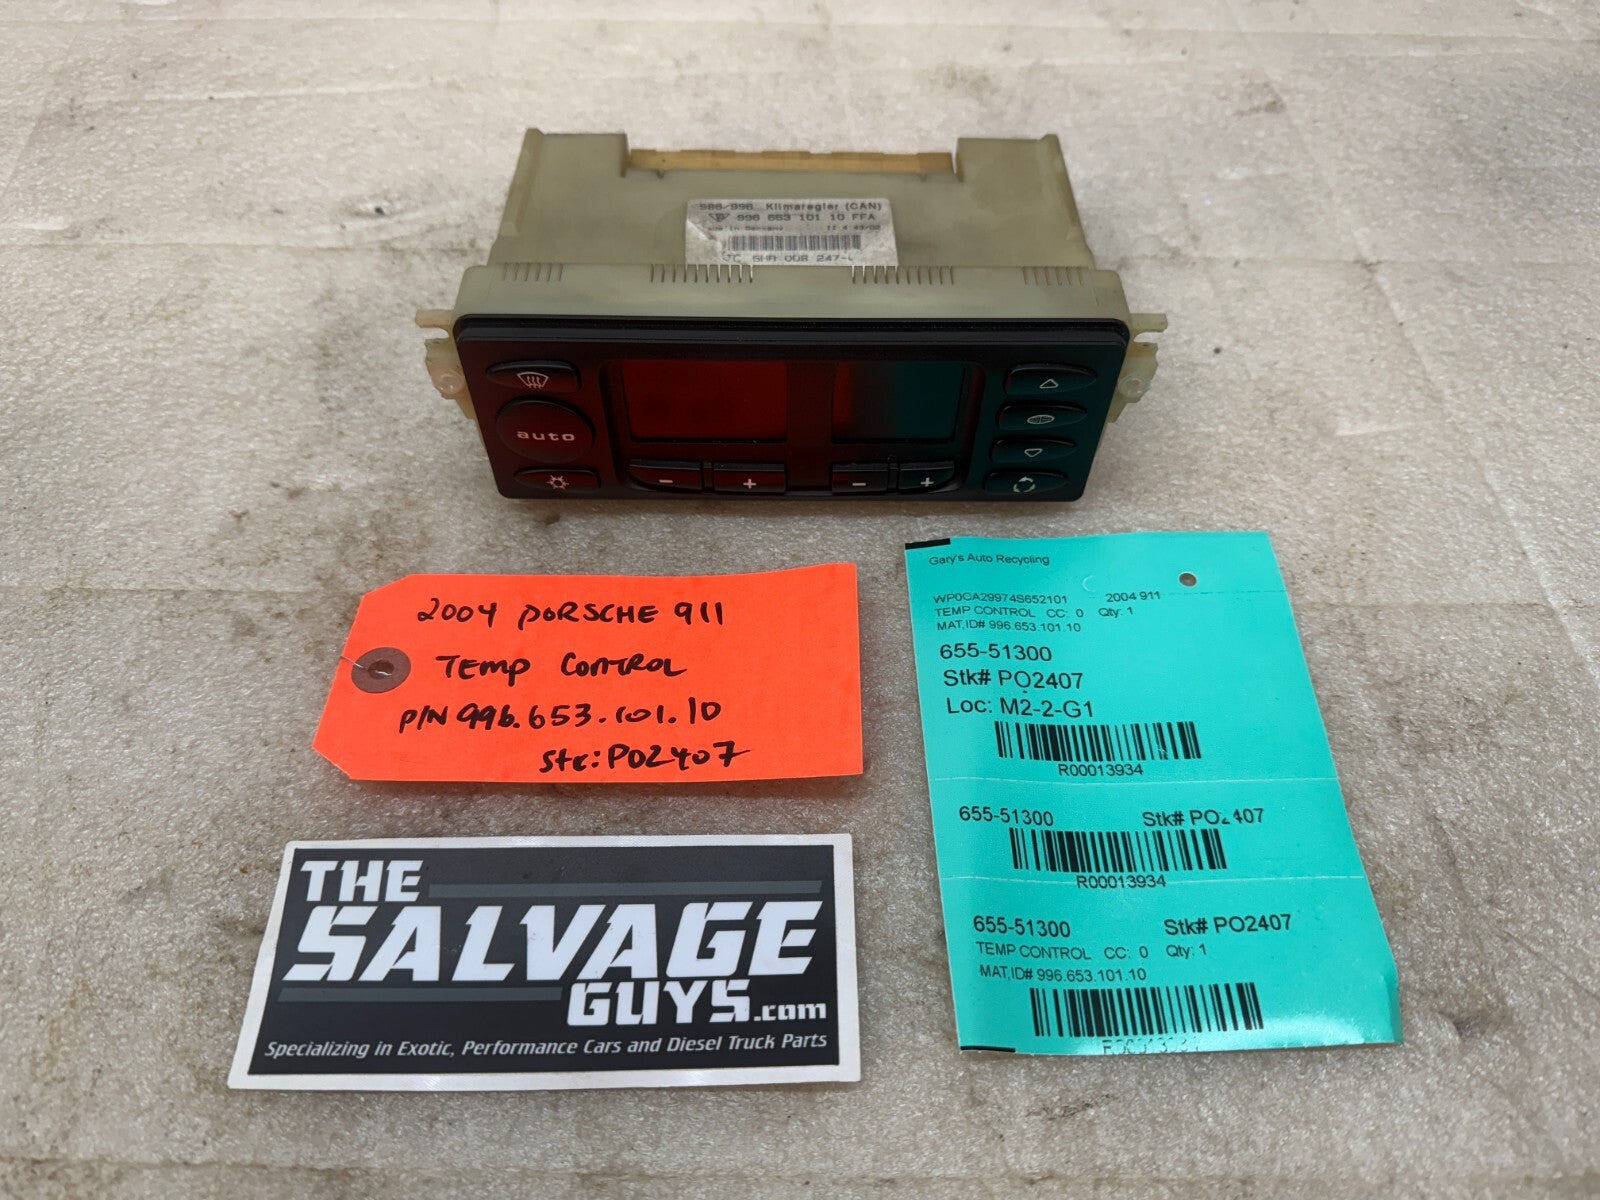 986/996 Klimaregler (CAN)
996 653 101 10 FFA
Made in Germany
auto
- +
- +
2004 PORSCHE 911
TEMP CONTROL
P/N 996.653.101.10
STK: PO2407
THE
SALVAGE
GUYS.com
Specializing in Exotic, Performance Cars and Diesel Truck Parts
Gary's Auto Recycling
WP0CA29974S652101 2004 911
TEMP CONTROL CC: 0 Qty: 1
MAT,ID# 996.653.101.10
655-51300
Stk# PO2407
Loc: M2-2-G1
R00013934
655-51300 Stk# PO2407
R00013934
655-51300 Stk# PO2407
TEMP CONTROL CC: 0 Qty: 1
MAT,ID# 996.653.101.10